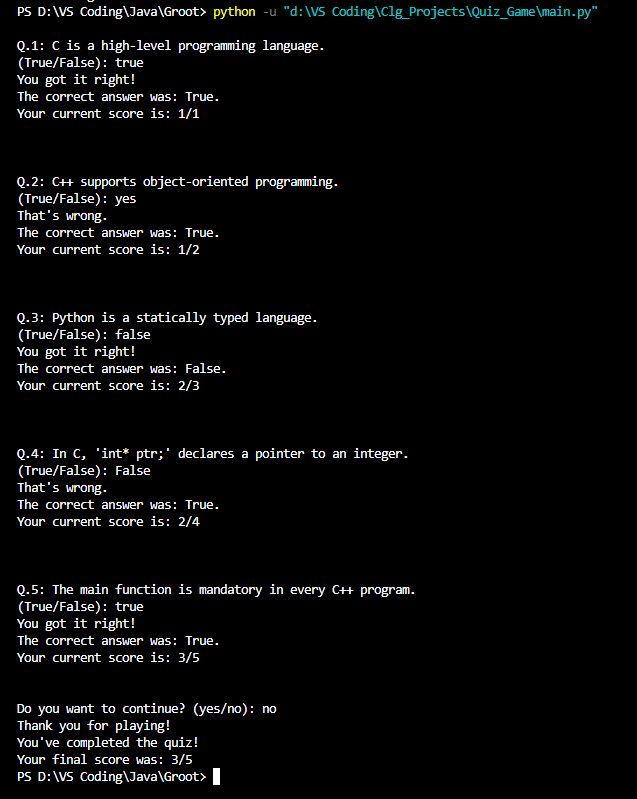 PS D:\VS Coding\Java\Groot> python -u "d:\VS Coding\Clg_Projects\Quiz_Game\main.py"
Q.1: C is a high-level programming language.
(True/False): true
You got it right!
The correct answer was: True.
Your current score is: 1/1
Q.2: C++ supports object-oriented programming.
(True/False): yes
That's wrong.
The correct answer was: True.
Your current score is: 1/2
Q.3: Python is a statically typed language.
(True/False): false
You got it right!
The correct answer was: False.
Your current score is: 2/3
Q.4: In C, 'int* ptr;' declares a pointer to an integer.
(True/False): False
That's wrong.
The correct answer was: True.
Your current score is: 2/4
Q.5: The main function is mandatory in every C++ program.
(True/False): true
You got it right!
The correct answer was: True.
Your current score is: 3/5
Do you want to continue? (yes/no): no
Thank you for playing!
You've completed the quiz!
Your final score was: 3/5
PS D:\VS Coding\Java\Groot>